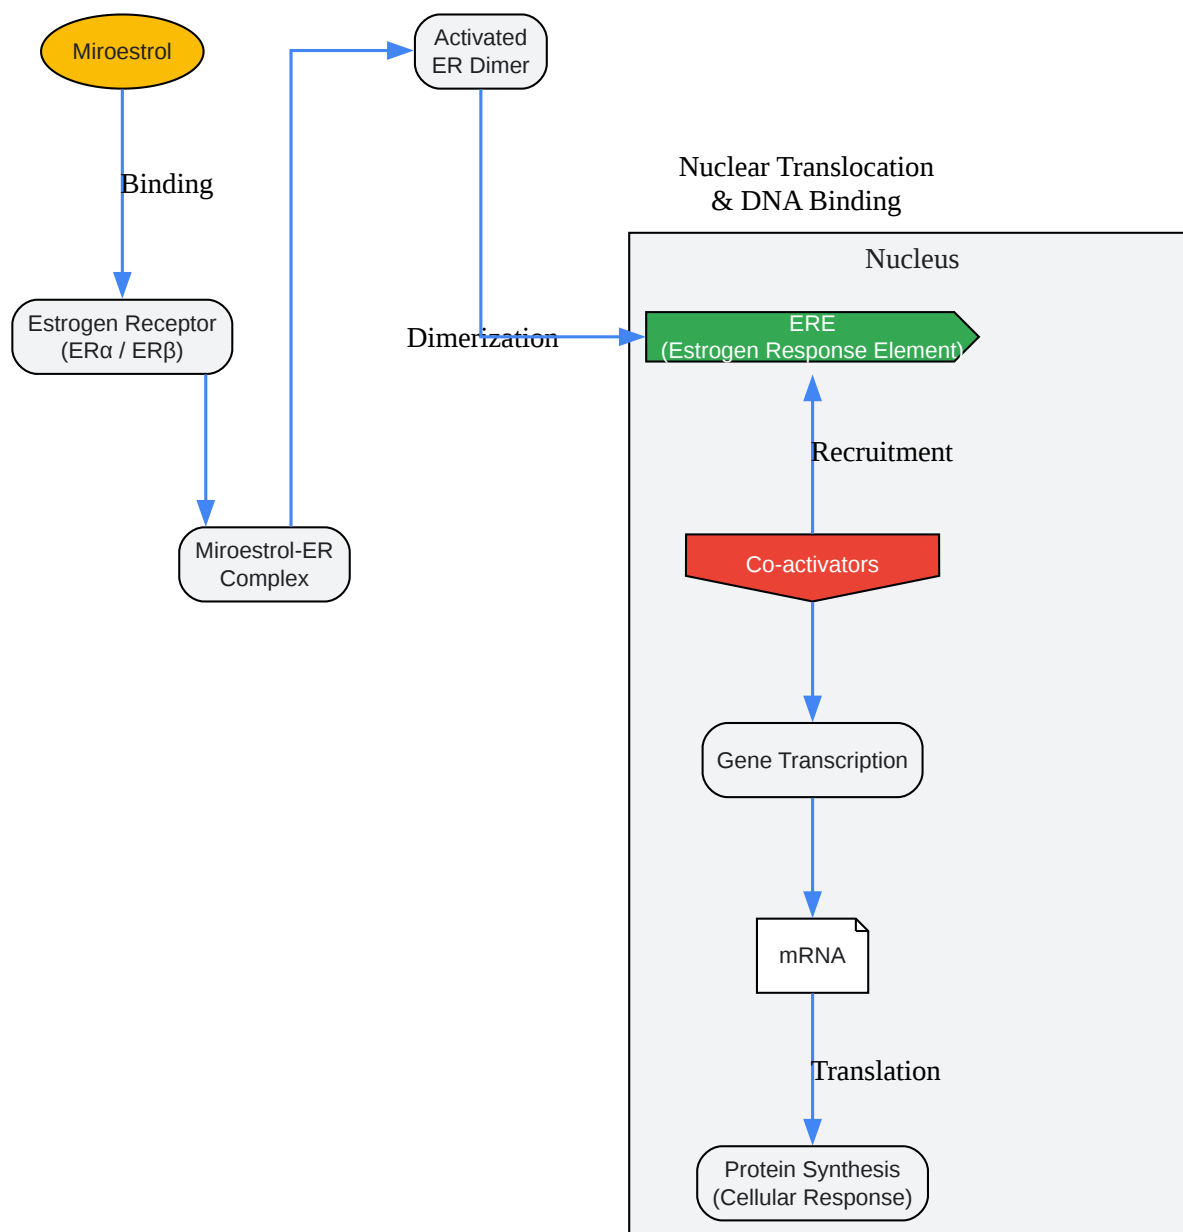 Miroestrol
Activated
ER Dimer
Binding
Nuclear Translocation
& DNA Binding
Nucleus
Estrogen Receptor
(ERα / ERβ)
Dimerization
ERE
(Estrogen Response Element)
Recruitment
Miroestrol-ER
Complex
Co-activators
Gene Transcription
mRNA
Translation
Protein Synthesis
(Cellular Response)